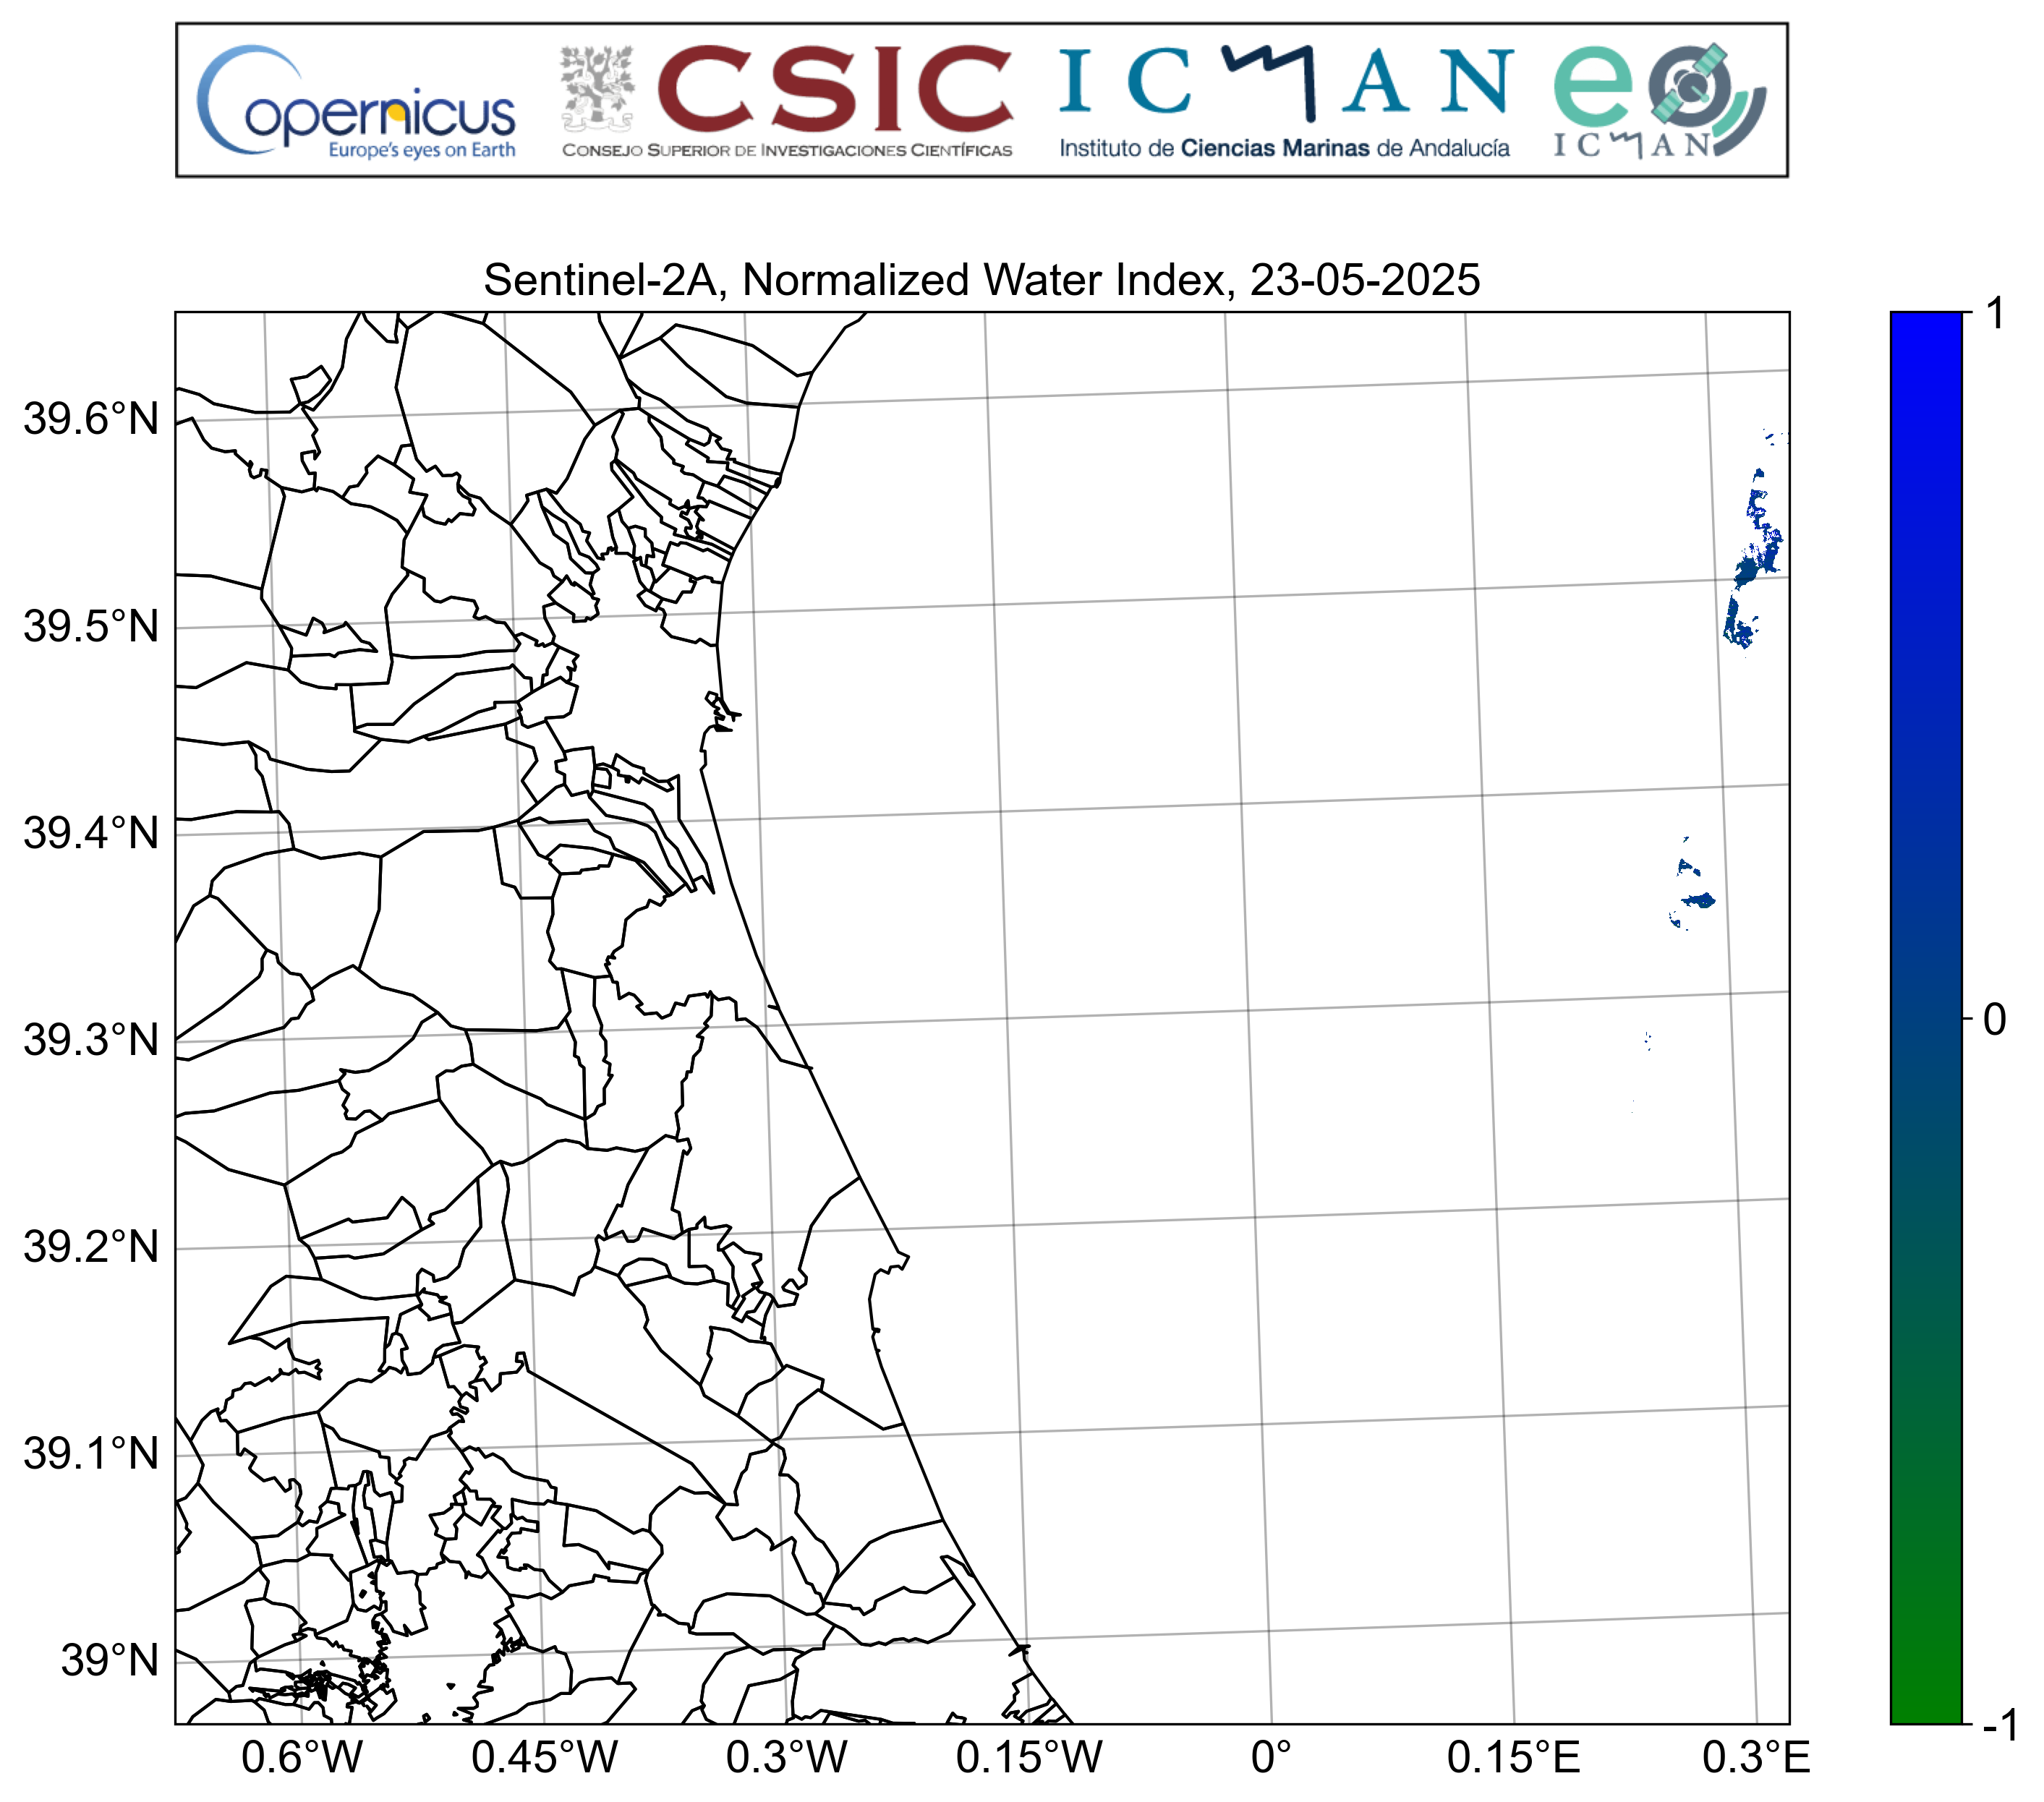 Copernicus
Europe's eyes on Earth
CSIC
CONSEJO SUPERIOR DE INVESTIGACIONES CIENTÍFICAS
ICMAN
Instituto de Ciencias Marinas de Andalucía
eo
ICMAN
Sentinel-2A, Normalized Water Index, 23-05-2025
1
39.6°N
39.5°N
39.4°N
39.3°N
0
39.2°N
39.1°N
39°N
-1
0.6°W 0.45°W 0.3°W 0.15°W 0° 0.15°E 0.3°E